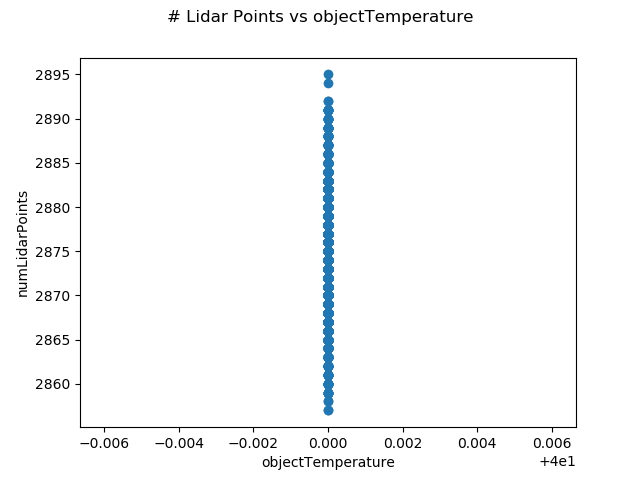 # Lidar Points vs objectTemperature
2895
2890
2885
2880
2875
2870
2865
2860
numLidarPoints
−0.006 −0.004 −0.002 0.000 0.002 0.004 0.006
objectTemperature
+4e1